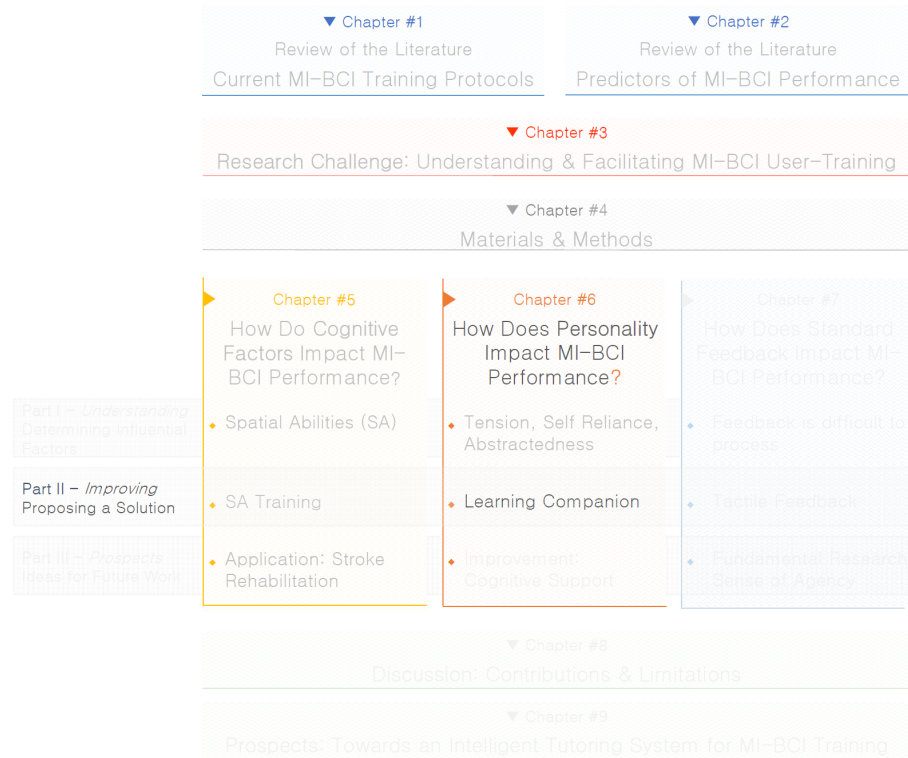 ▼ Chapter #1
Review of the Literature
Current MI-BCI Training Protocols
▼ Chapter #2
Review of the Literature
Predictors of MI-BCI Performance
▼ Chapter #3
Research Challenge: Understanding & Facilitating MI-BCI User-Training
▼ Chapter #4
Materials & Methods
Chapter #5
How Do Cognitive
Factors Impact MI-
BCI Performance?
Chapter #6
How Does Personality
Impact MI-BCI
Performance?
Chapter #7
How Does Standard
Feedback Impact MI-
BCI Performance?
Part I – Understanding
Determining Influential
Factors
Spatial Abilities (SA)
Tension, Self Reliance,
Abstractedness
Feedback is difficult to
process
Part II – Improving
Proposing a Solution
SA Training
Learning Companion
Tactile Feedback
Part III – Prospects
Ideas for Future Work
Application: Stroke
Rehabilitation
Improvement:
Cognitive Support
Fundamental Research:
Sense of Agency
▼ Chapter #8
Discussion: Contributions & Limitations
▼ Chapter #9
Prospects: Towards an Intelligent Tutoring System for MI-BCI Training